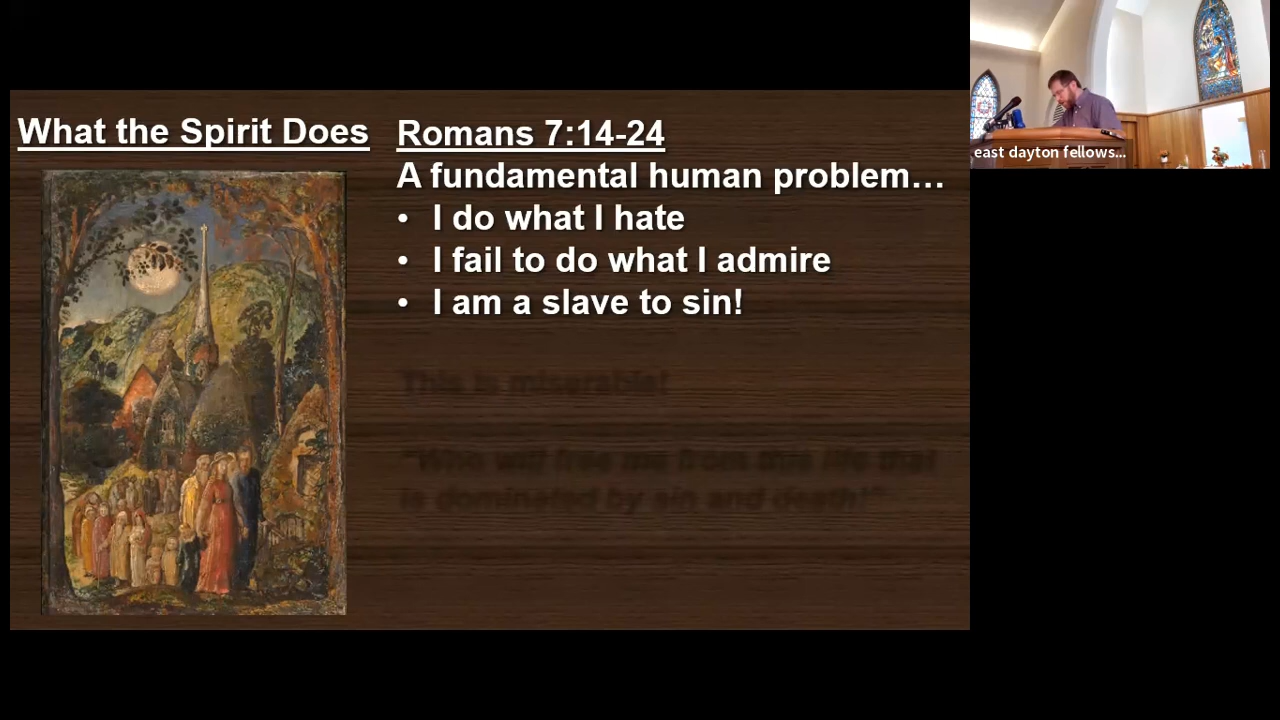 What the Spirit Does
Romans 7:14-24
A fundamental human problem…
• I do what I hate
• I fail to do what I admire
• I am a slave to sin!
This is miserable!
“Who will free me from this life that
is dominated by sin and death!”
east dayton fellows...